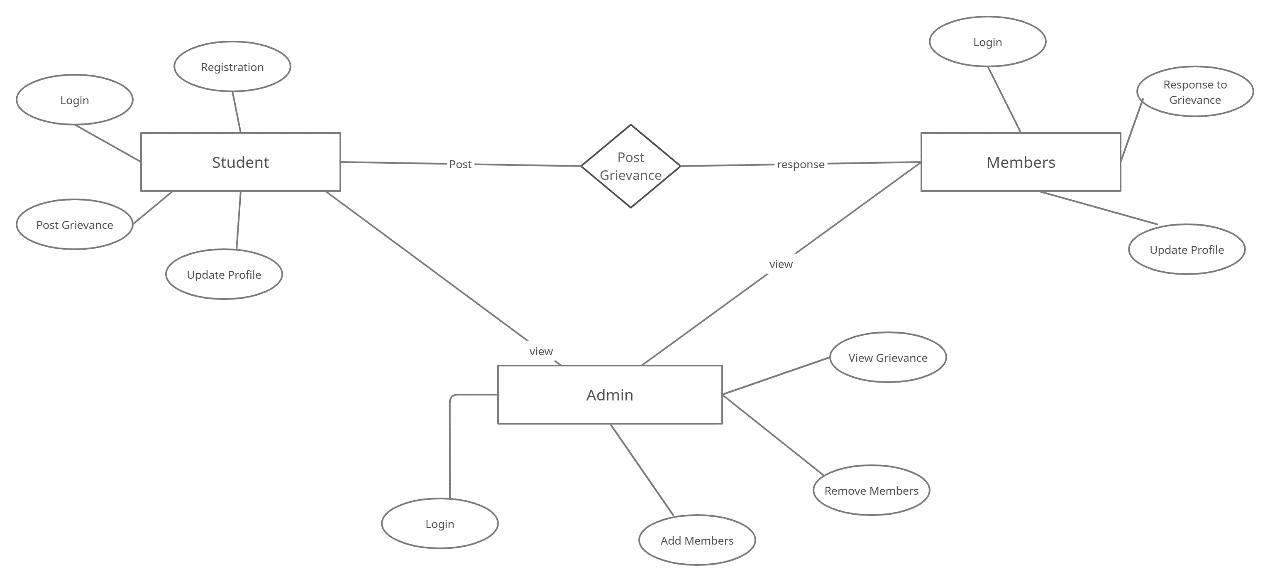 Login
Registration
Login
Response to
Grievance
Student
Post
Post
Grievance
response
Members
Post Grievance
Update Profile
view
Update Profile
view
Admin
View Grievance
Remove Members
Login
Add Members